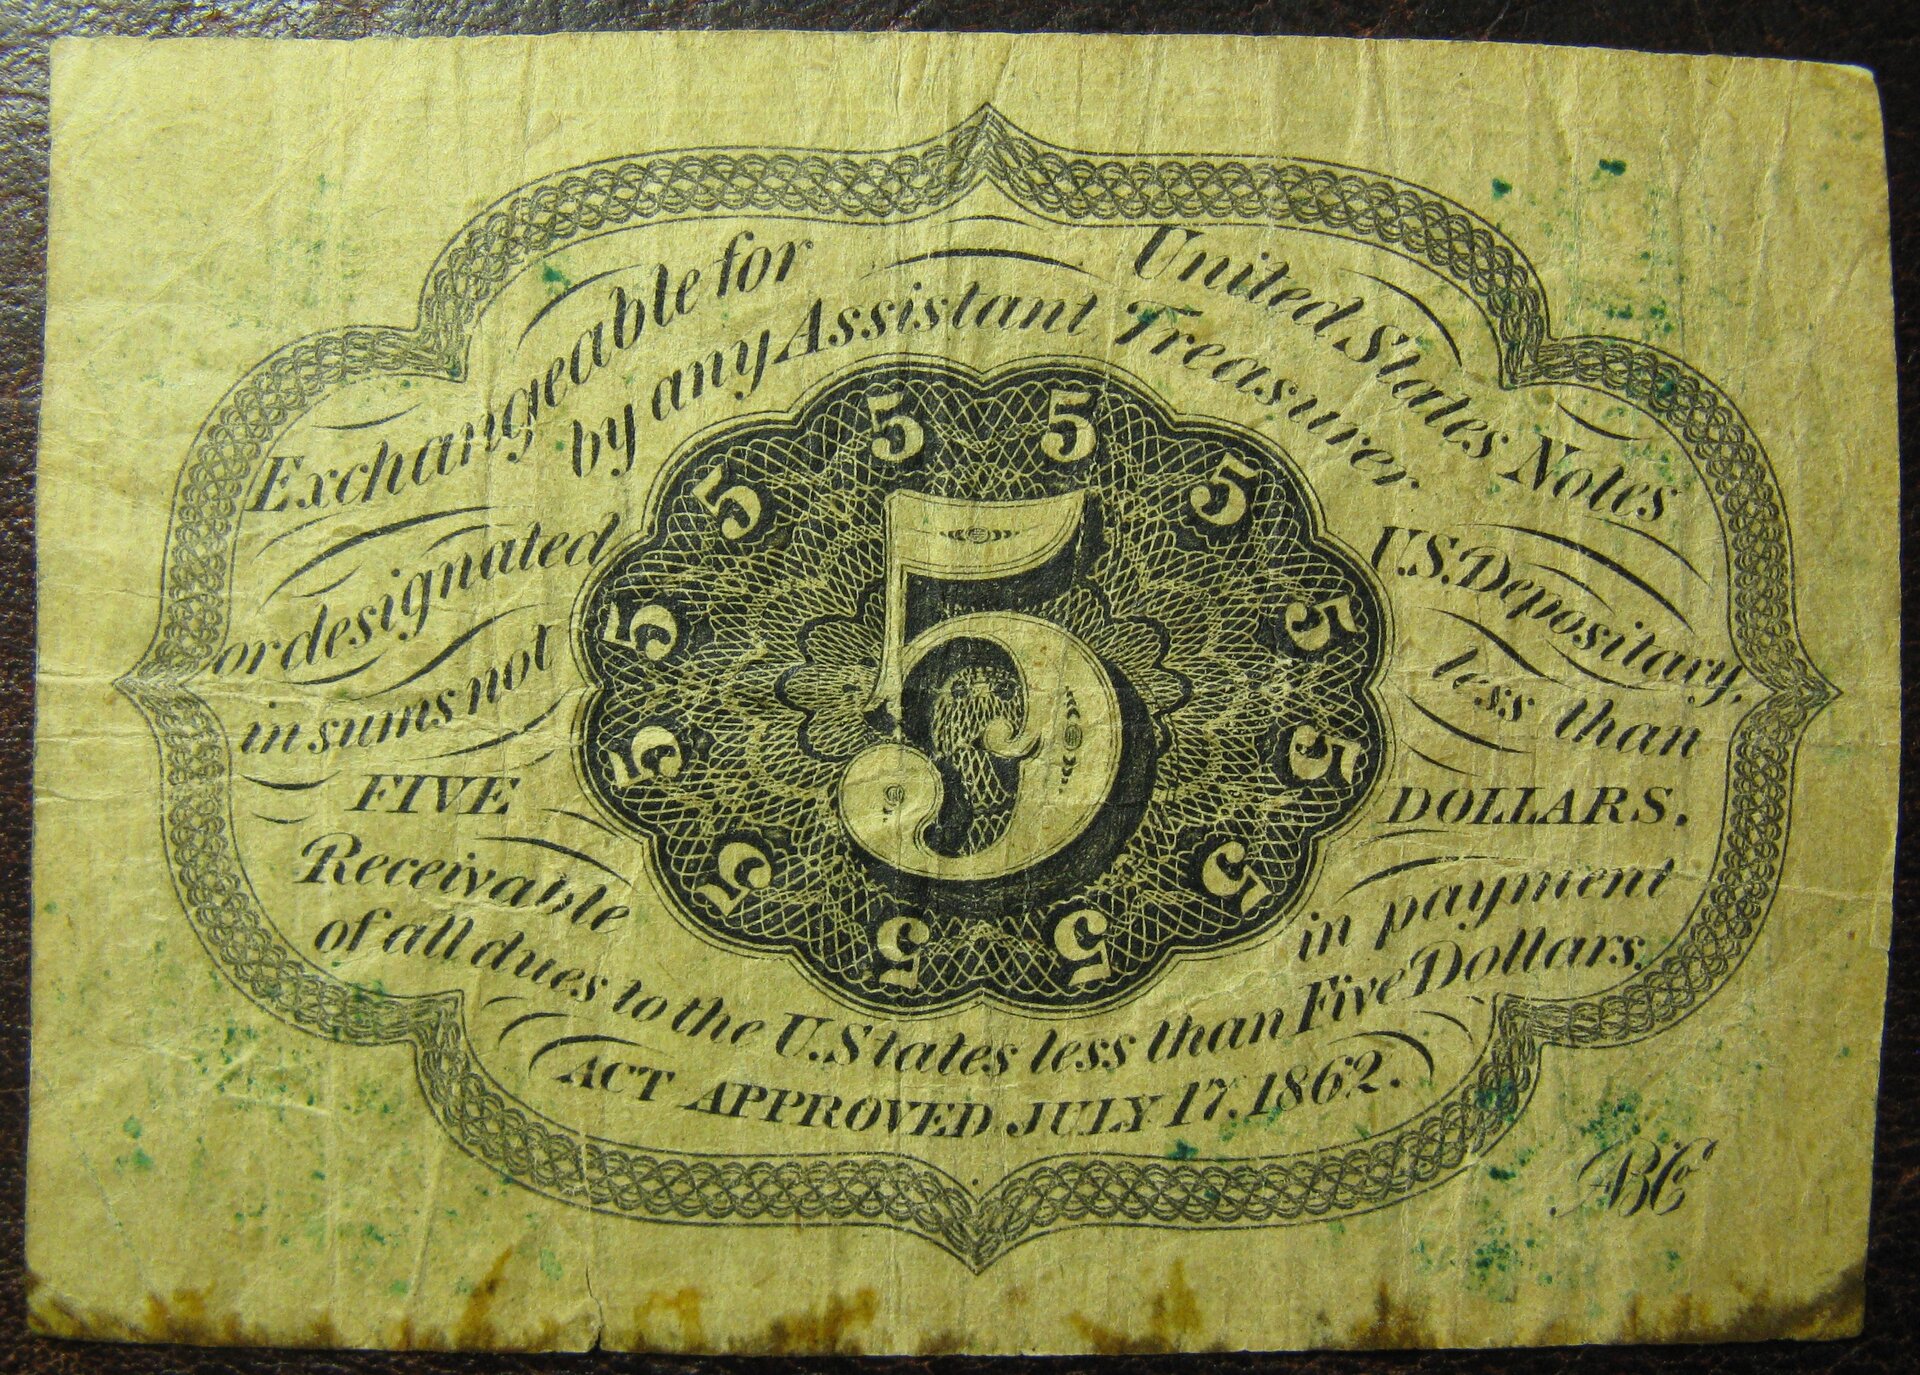 Exchangeable for United States Notes
by any Assistant Treasurer
or designated U.S. Depositary,
in sums not less than
FIVE DOLLARS.
Receivable in payment
of all dues to the U. States less than Five Dollars.
ACT APPROVED JULY 17, 1862.
5
5
5
5
5
5
5
5
5
5
5
5
5
ABCo